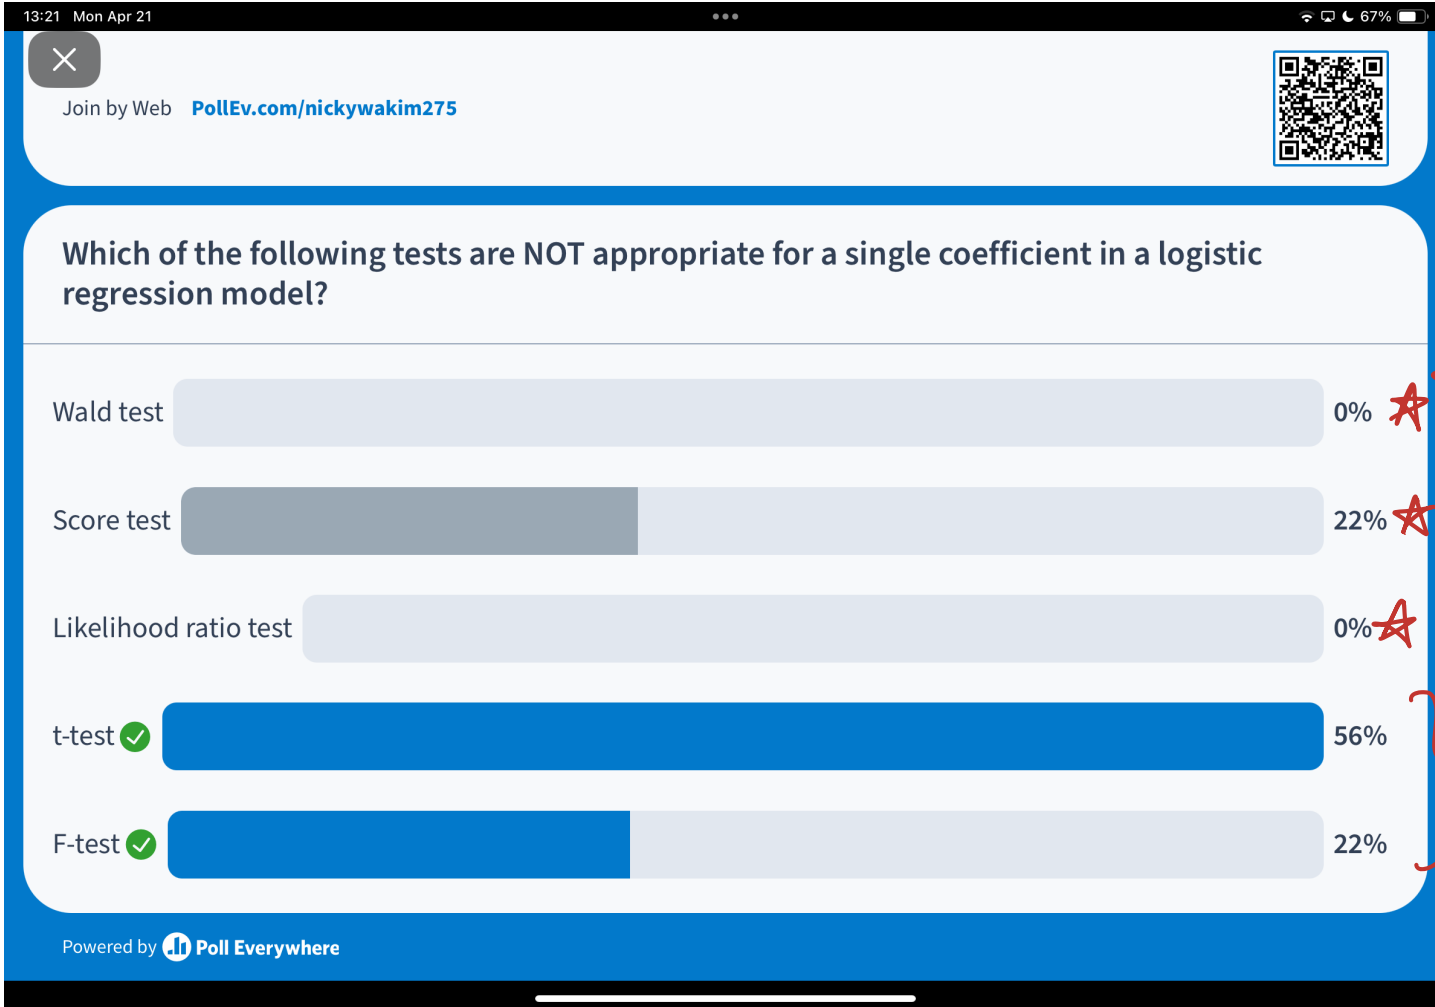 13:21 Mon Apr 21
67%
Join by Web PollEv.com/nickywakim275
Which of the following tests are NOT appropriate for a single coefficient in a logistic
regression model?
Wald test 0%
Score test 22%
Likelihood ratio test 0%
t-test 56%
F-test 22%
Powered by Poll Everywhere